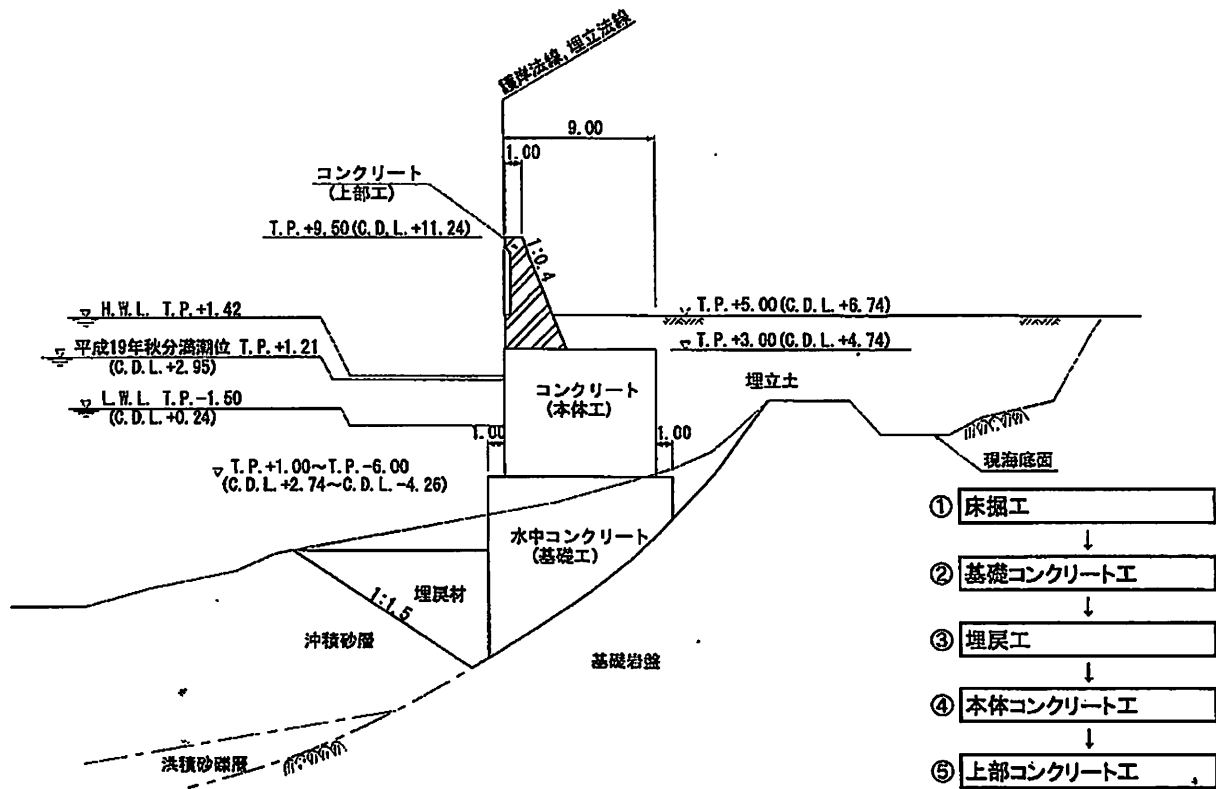 護岸法線, 埋立法線
9.00
1.00
コンクリート
(上部工)
T.P.+9.50(C.D.L.+11.24)
1:0.4
H.W.L. T.P.+1.42
T.P.+5.00(C.D.L.+6.74)
平成19年秋分満潮位 T.P.+1.21
(C.D.L.+2.95)
T.P.+3.00(C.D.L.+4.74)
L.W.L T.P.-1.50
(C.D.L.+0.24)
コンクリート
(本体工)
埋立土
1.00
1.00
現海底面
T.P.+1.00～T.P.-6.00
(C.D.L.+2.74～C.D.L.-4.26)
水中コンクリート
(基礎工)
埋戻材
1:1.5
沖積砂層
基礎岩盤
洪積砂礫層
① 床掘工
↓
② 基礎コンクリート工
↓
③ 埋戻工
↓
④ 本体コンクリート工
↓
⑤ 上部コンクリート工